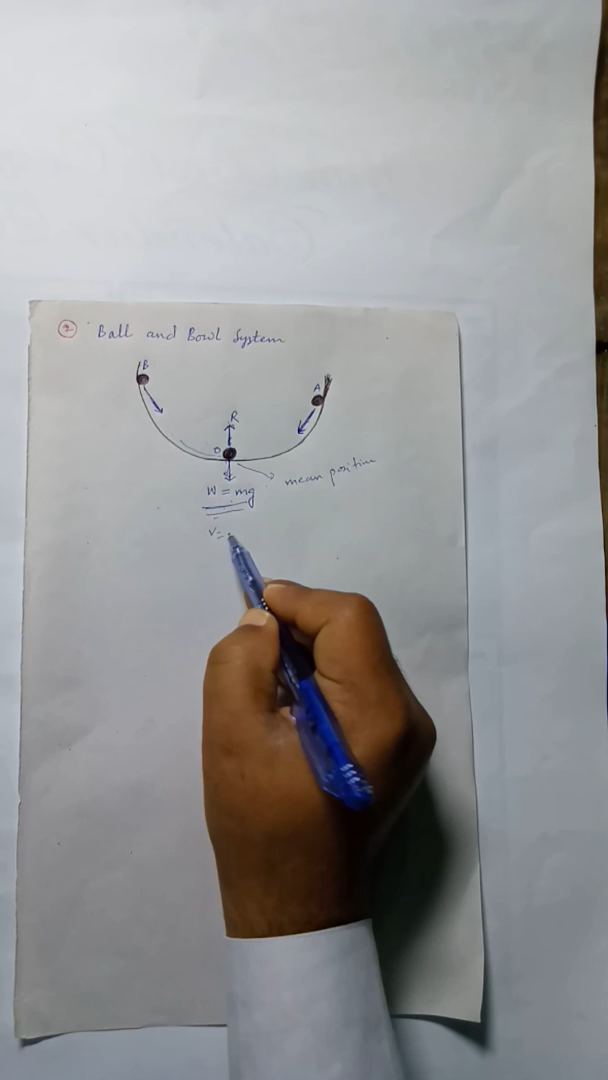 2 Ball and Bowl System
B
A
R
O
mean position
W = mg
V =